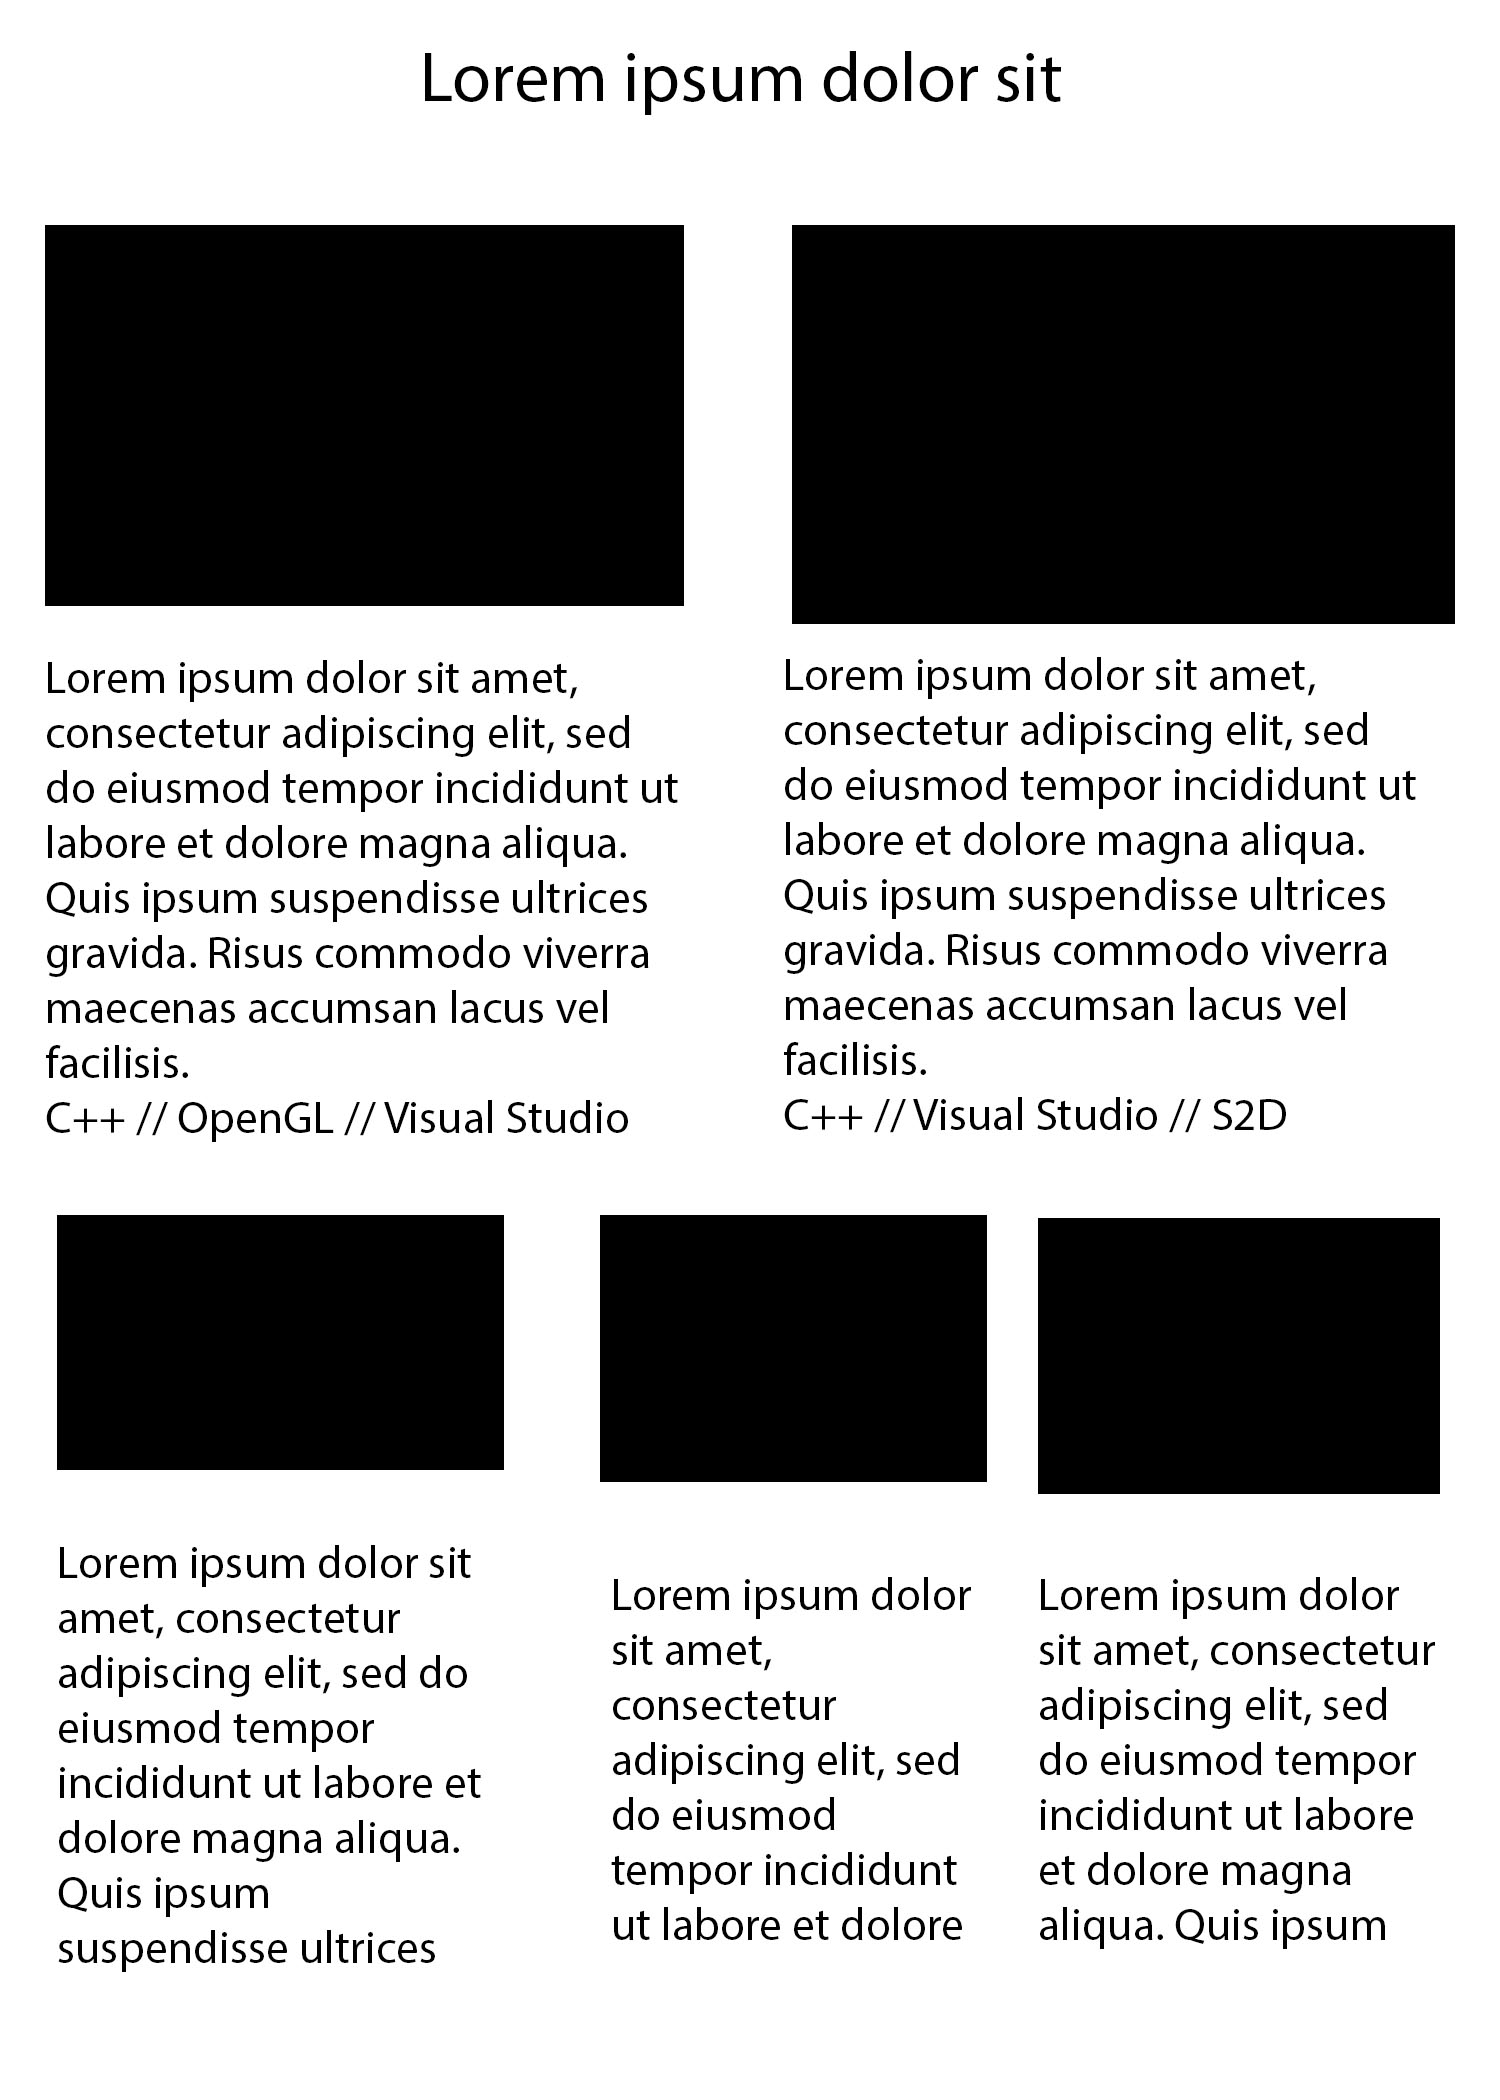 Lorem ipsum dolor sit
Lorem ipsum dolor sit amet,
consectetur adipiscing elit, sed
do eiusmod tempor incididunt ut
labore et dolore magna aliqua.
Quis ipsum suspendisse ultrices
gravida. Risus commodo viverra
maecenas accumsan lacus vel
facilisis.
C++ // OpenGL // Visual Studio
Lorem ipsum dolor sit amet,
consectetur adipiscing elit, sed
do eiusmod tempor incididunt ut
labore et dolore magna aliqua.
Quis ipsum suspendisse ultrices
gravida. Risus commodo viverra
maecenas accumsan lacus vel
facilisis.
C++ // Visual Studio // S2D
Lorem ipsum dolor sit
amet, consectetur
adipiscing elit, sed do
eiusmod tempor
incididunt ut labore et
dolore magna aliqua.
Quis ipsum
suspendisse ultrices
Lorem ipsum dolor
sit amet,
consectetur
adipiscing elit, sed
do eiusmod
tempor incididunt
ut labore et dolore
Lorem ipsum dolor
sit amet, consectetur
adipiscing elit, sed
do eiusmod tempor
incididunt ut labore
et dolore magna
aliqua. Quis ipsum